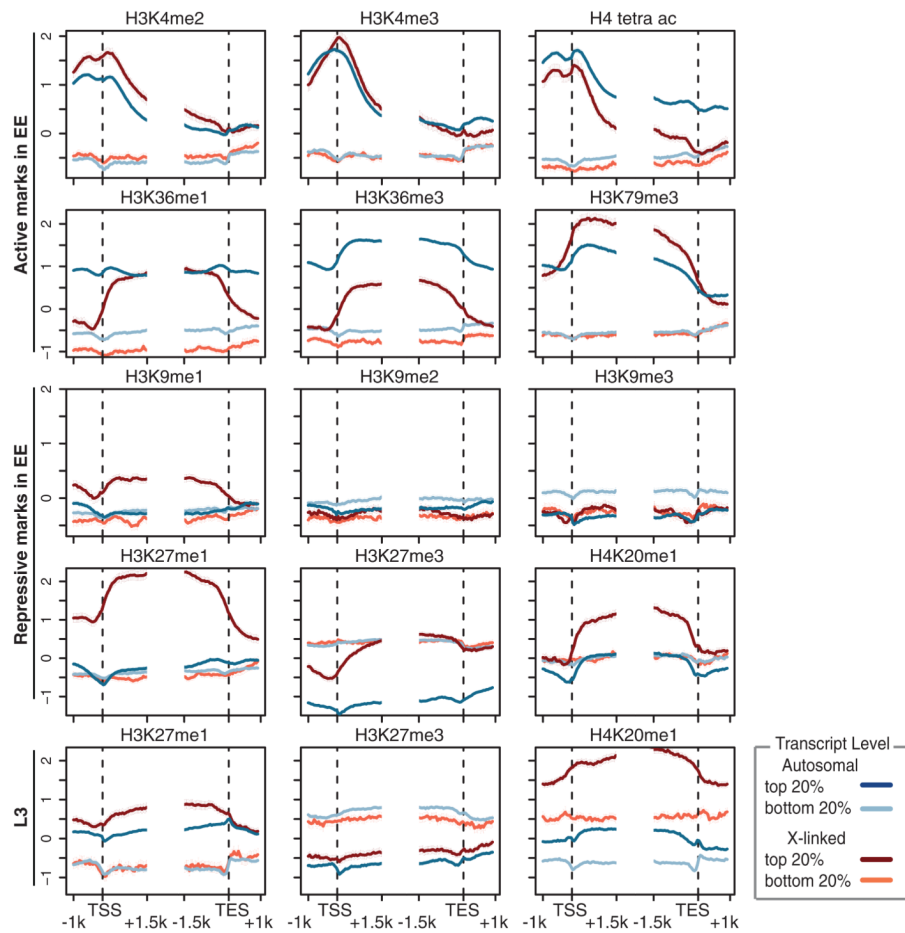 H3K4me2 H3K4me3 H4 tetra ac
Active marks in EE
2
1
0
H3K36me1 H3K36me3 H3K79me3
2
1
0
−1
H3K9me1 H3K9me2 H3K9me3
Repressive marks in EE
2
1
0
H3K27me1 H3K27me3 H4K20me1
2
1
0
−1
H3K27me1 H3K27me3 H4K20me1
L3
2
1
0
−1
TSS TES TSS TES TSS TES
-1k +1.5k -1.5k +1k -1k +1.5k -1.5k +1k -1k +1.5k -1.5k +1k
Transcript Level
Autosomal
top 20%
bottom 20%
X-linked
top 20%
bottom 20%